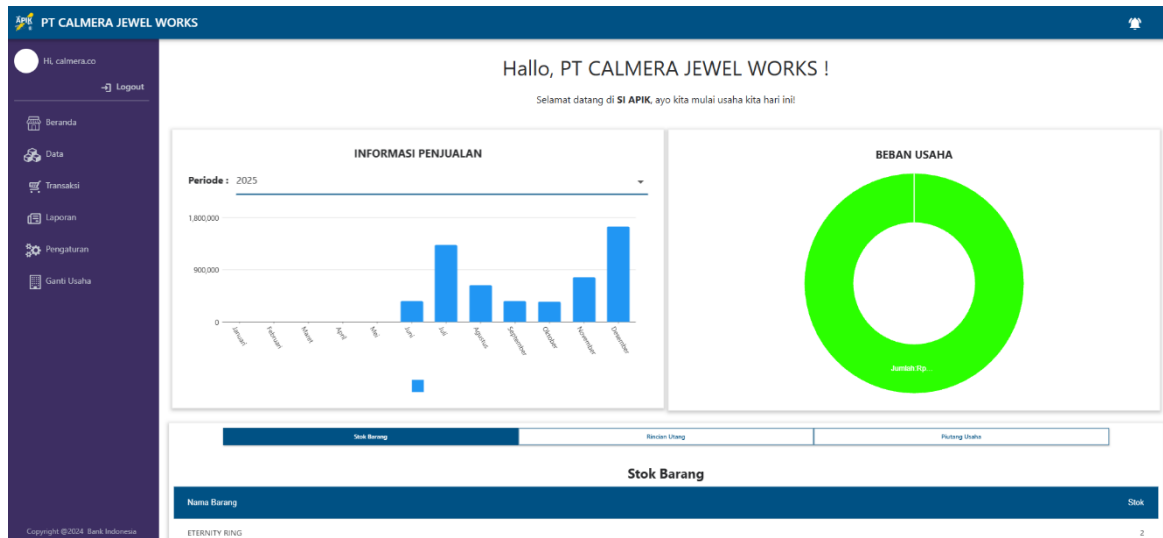 APIK
PT CALMERA JEWEL WORKS
Hi, calmera.co
Logout
Beranda
Data
Transaksi
Laporan
Pengaturan
Ganti Usaha
Copyright @2024 Bank Indonesia
Hallo, PT CALMERA JEWEL WORKS !
Selamat datang di SI APIK, ayo kita mulai usaha kita hari ini!
INFORMASI PENJUALAN
Periode : 2025
1,800,000
900,000
0
Januari
Februari
Maret
April
Mei
Juni
Juli
Agustus
September
Oktober
November
Desember
BEBAN USAHA
Jumlah:Rp...
Stok Barang
Rincian Utang
Piutang Usaha
Stok Barang
Nama Barang Stok
ETERNITY RING 2